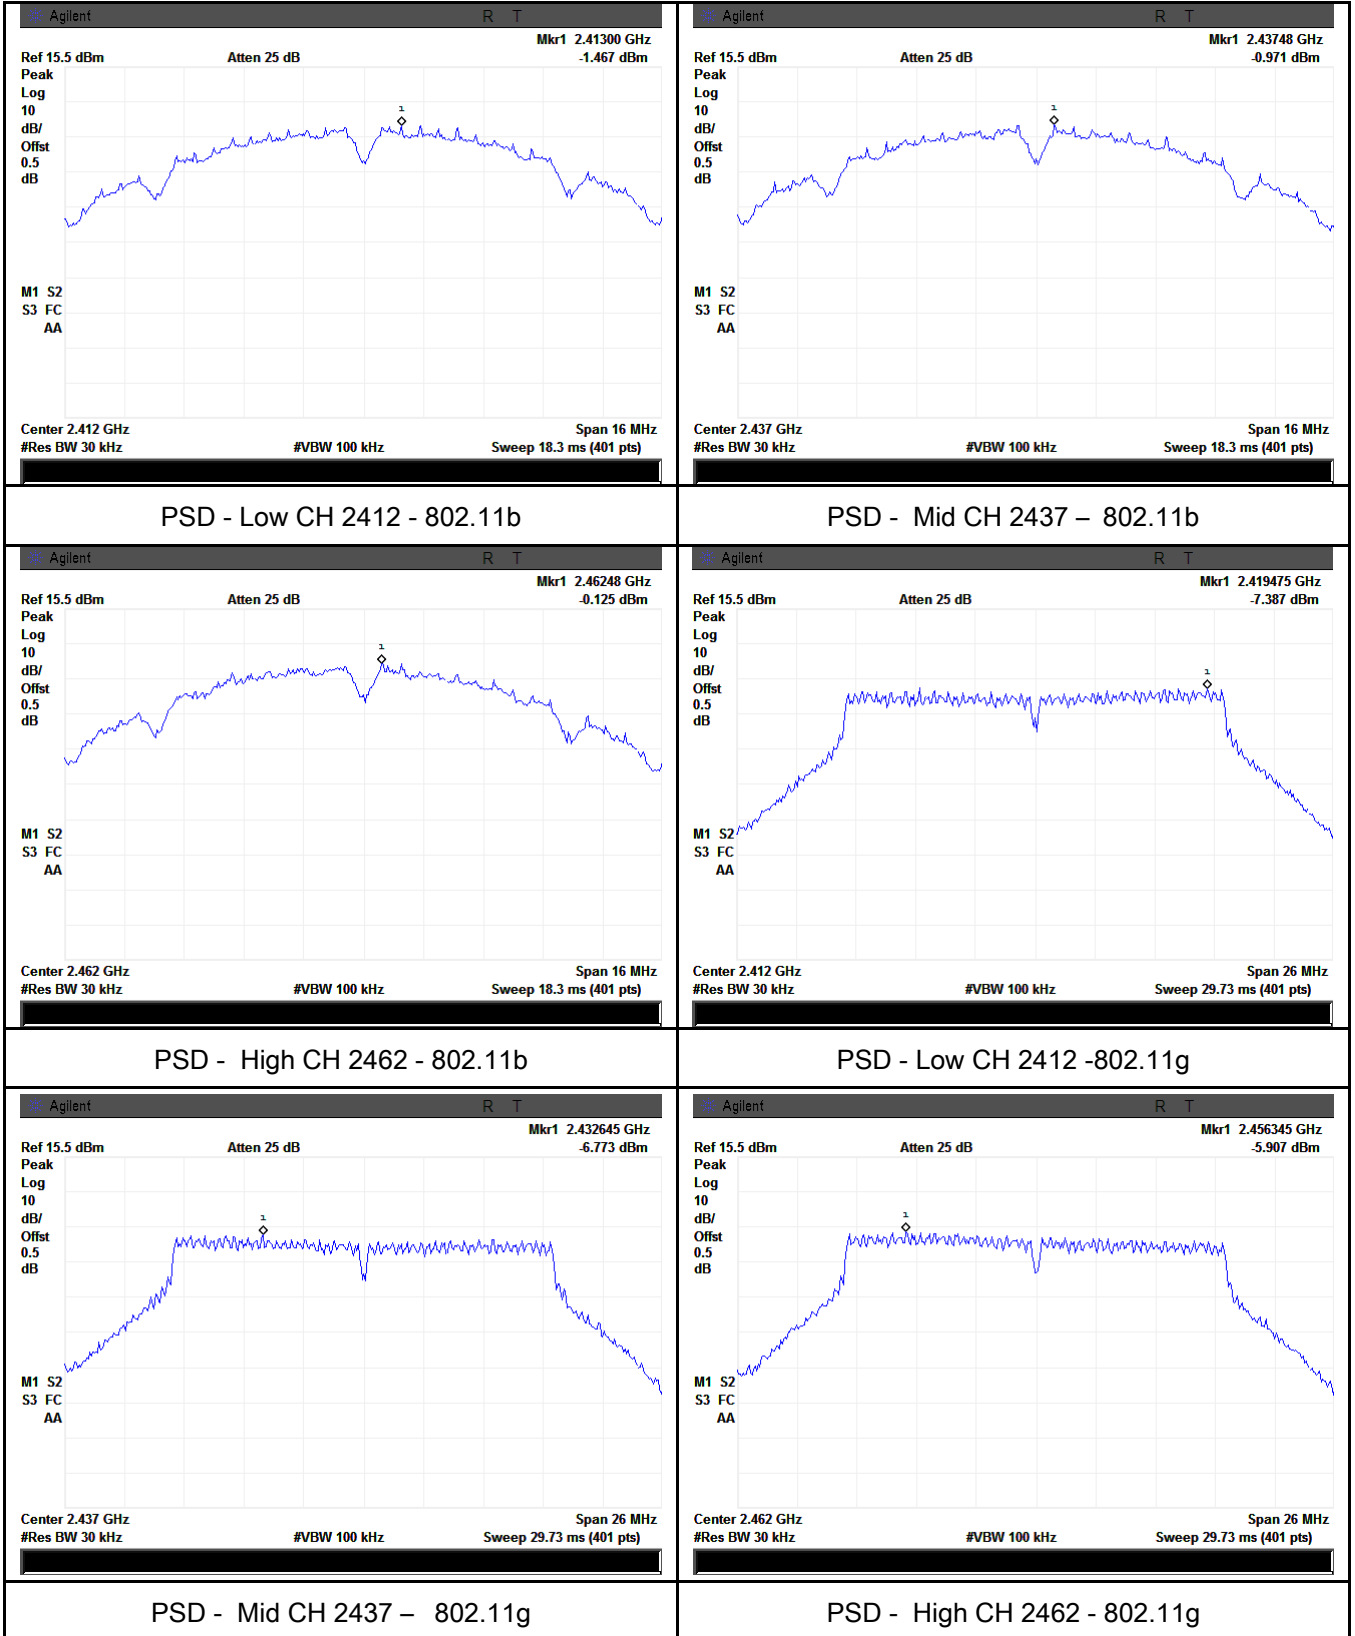 Agilent R T
Mkr1 2.41300 GHz
Ref 15.5 dBm Atten 25 dB -1.467 dBm
Peak
Log
10
dB/
Offst
0.5
dB
1
M1 S2
S3 FC
AA
Center 2.412 GHz Span 16 MHz
#Res BW 30 kHz #VBW 100 kHz Sweep 18.3 ms (401 pts)
PSD - Low CH 2412 - 802.11b
Agilent R T
Mkr1 2.43748 GHz
Ref 15.5 dBm Atten 25 dB -0.971 dBm
Peak
Log
10
dB/
Offst
0.5
dB
1
M1 S2
S3 FC
AA
Center 2.437 GHz Span 16 MHz
#Res BW 30 kHz #VBW 100 kHz Sweep 18.3 ms (401 pts)
PSD - Mid CH 2437 – 802.11b
Agilent R T
Mkr1 2.46248 GHz
Ref 15.5 dBm Atten 25 dB -0.125 dBm
Peak
Log
10
dB/
Offst
0.5
dB
1
M1 S2
S3 FC
AA
Center 2.462 GHz Span 16 MHz
#Res BW 30 kHz #VBW 100 kHz Sweep 18.3 ms (401 pts)
PSD - High CH 2462 - 802.11b
Agilent R T
Mkr1 2.419475 GHz
Ref 15.5 dBm Atten 25 dB -7.387 dBm
Peak
Log
10
dB/
Offst
0.5
dB
1
M1 S2
S3 FC
AA
Center 2.412 GHz Span 26 MHz
#Res BW 30 kHz #VBW 100 kHz Sweep 29.73 ms (401 pts)
PSD - Low CH 2412 -802.11g
Agilent R T
Mkr1 2.432645 GHz
Ref 15.5 dBm Atten 25 dB -6.773 dBm
Peak
Log
10
dB/
Offst
0.5
dB
1
M1 S2
S3 FC
AA
Center 2.437 GHz Span 26 MHz
#Res BW 30 kHz #VBW 100 kHz Sweep 29.73 ms (401 pts)
PSD - Mid CH 2437 – 802.11g
Agilent R T
Mkr1 2.456345 GHz
Ref 15.5 dBm Atten 25 dB -5.907 dBm
Peak
Log
10
dB/
Offst
0.5
dB
1
M1 S2
S3 FC
AA
Center 2.462 GHz Span 26 MHz
#Res BW 30 kHz #VBW 100 kHz Sweep 29.73 ms (401 pts)
PSD - High CH 2462 - 802.11g